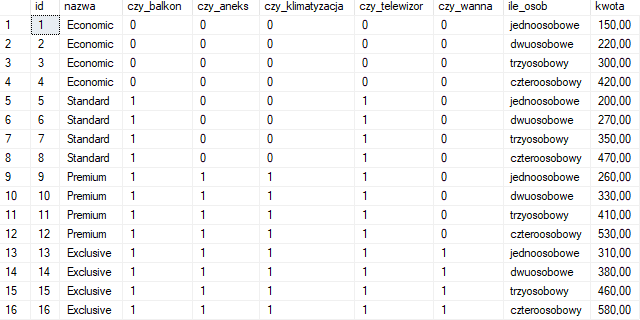 id nazwa czy_balkon czy_aneks czy_klimatyzacja czy_telewizor czy_wanna ile_osob kwota
1 1 Economic 0 0 0 0 0 jednoosobowe 150,00
2 2 Economic 0 0 0 0 0 dwuosobowe 220,00
3 3 Economic 0 0 0 0 0 trzyosobowy 300,00
4 4 Economic 0 0 0 0 0 czteroosobowy 420,00
5 5 Standard 1 0 0 1 0 jednoosobowe 200,00
6 6 Standard 1 0 0 1 0 dwuosobowe 270,00
7 7 Standard 1 0 0 1 0 trzyosobowy 350,00
8 8 Standard 1 0 0 1 0 czteroosobowy 470,00
9 9 Premium 1 1 1 1 0 jednoosobowe 260,00
10 10 Premium 1 1 1 1 0 dwuosobowe 330,00
11 11 Premium 1 1 1 1 0 trzyosobowy 410,00
12 12 Premium 1 1 1 1 0 czteroosobowy 530,00
13 13 Exclusive 1 1 1 1 1 jednoosobowe 310,00
14 14 Exclusive 1 1 1 1 1 dwuosobowe 380,00
15 15 Exclusive 1 1 1 1 1 trzyosobowy 460,00
16 16 Exclusive 1 1 1 1 1 czteroosobowy 580,00